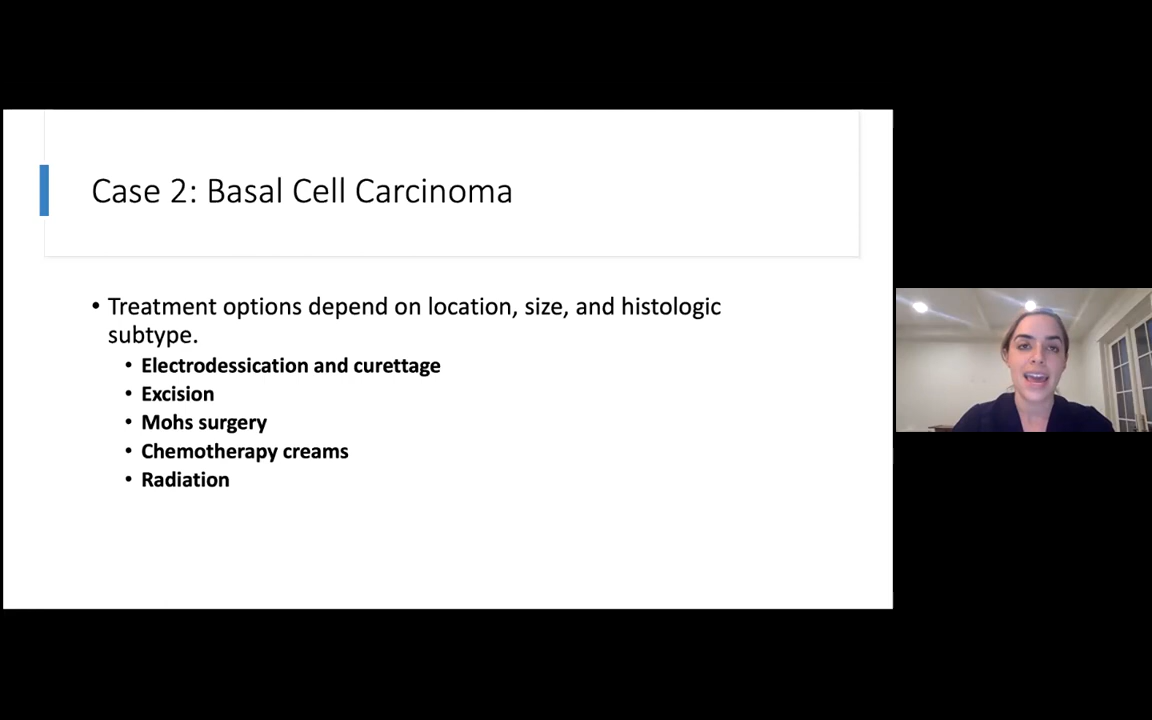 Case 2: Basal Cell Carcinoma
• Treatment options depend on location, size, and histologic
subtype.
• Electrodessication and curettage
• Excision
• Mohs surgery
• Chemotherapy creams
• Radiation